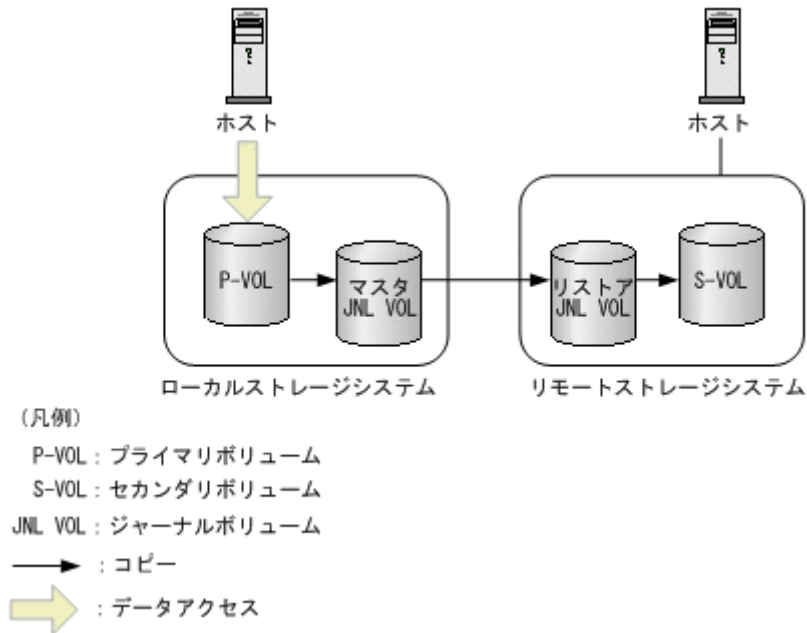 ホスト
ホスト
P-VOL
マスタ
JNL VOL
リストア
JNL VOL
S-VOL
ローカルストレージシステム
リモートストレージシステム
(凡例)
P-VOL:プライマリボリューム
S-VOL:セカンダリボリューム
JNL VOL:ジャーナルボリューム
:コピー
:データアクセス